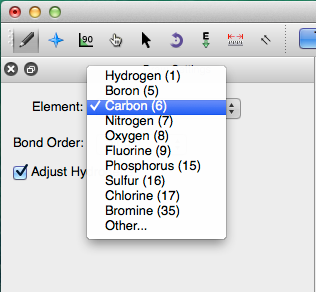 90
E
Hydrogen (1)
Boron (5)
Element: ✓ Carbon (6)
Nitrogen (7)
Oxygen (8)
Bond Order:
Fluorine (9)
Phosphorus (15)
Adjust Hy
Sulfur (16)
Chlorine (17)
Bromine (35)
Other...